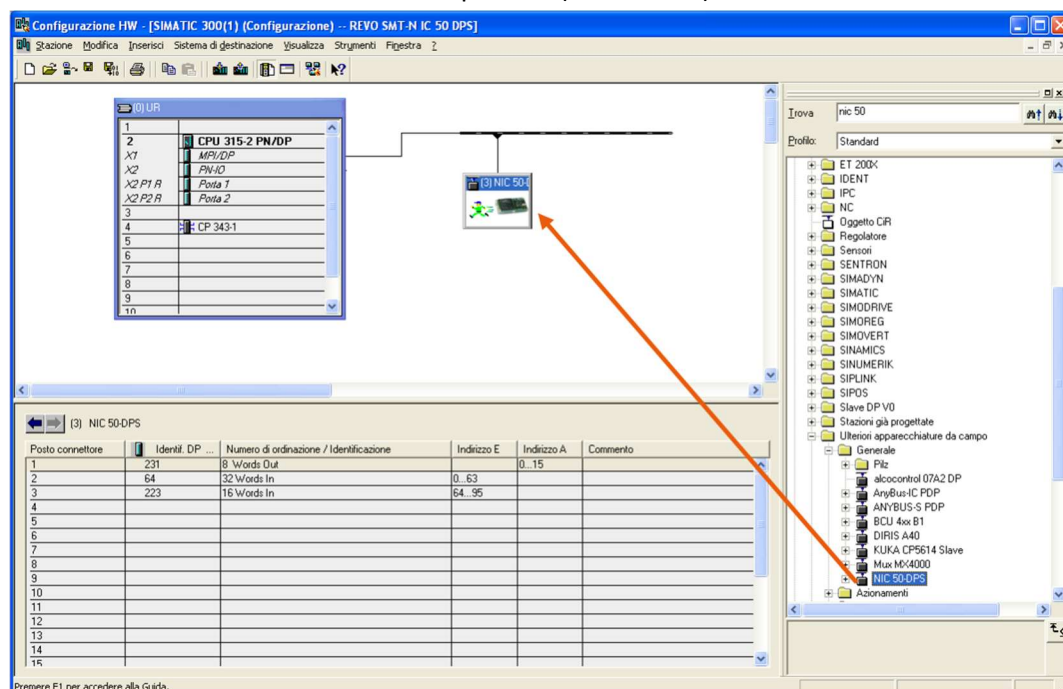 Configurazione HW - [SIMATIC 300(1) (Configurazione) -- REVO SMT-N IC 50 DPS]
Stazione Modifica Inserisci Sistema di destinazione Visualizza Strumenti Finestra ?
(0) UR
1
2 CPU 315-2 PN/DP
X1 MPI/DP
X2 PN-IO
X2 P1 R Porta 1
X2 P2 R Porta 2
3
4 CP 343-1
5
6
7
8
9
10
(3) NIC 50-
Trova nic 50
Profilo: Standard
ET 200X
IDENT
IPC
NC
Oggetto CiR
Regolatore
Sensori
SENTRON
SIMADYN
SIMATIC
SIMODRIVE
SIMOREG
SIMOVERT
SINAMICS
SINUMERIK
SIPLINK
SIPOS
Slave DP V0
Stazioni già progettate
Ulteriori apparecchiature da campo
Generale
Pilz
alcocontrol 07A2 DP
AnyBus-IC PDP
ANYBUS-S PDP
BCU 4xx B1
DIRIS A40
KUKA CP5614 Slave
Mux MX4000
NIC 50-DPS
Azionamenti
(3) NIC 50-DPS
Posto connettore Identif. DP ... Numero di ordinazione / Identificazione Indirizzo E Indirizzo A Commento
1 231 8 Words Out 0...15
2 64 32 Words In 0...63
3 223 16 Words In 64...95
4
5
6
7
8
9
10
11
12
13
14
15
Premere F1 per accedere alla Guida.